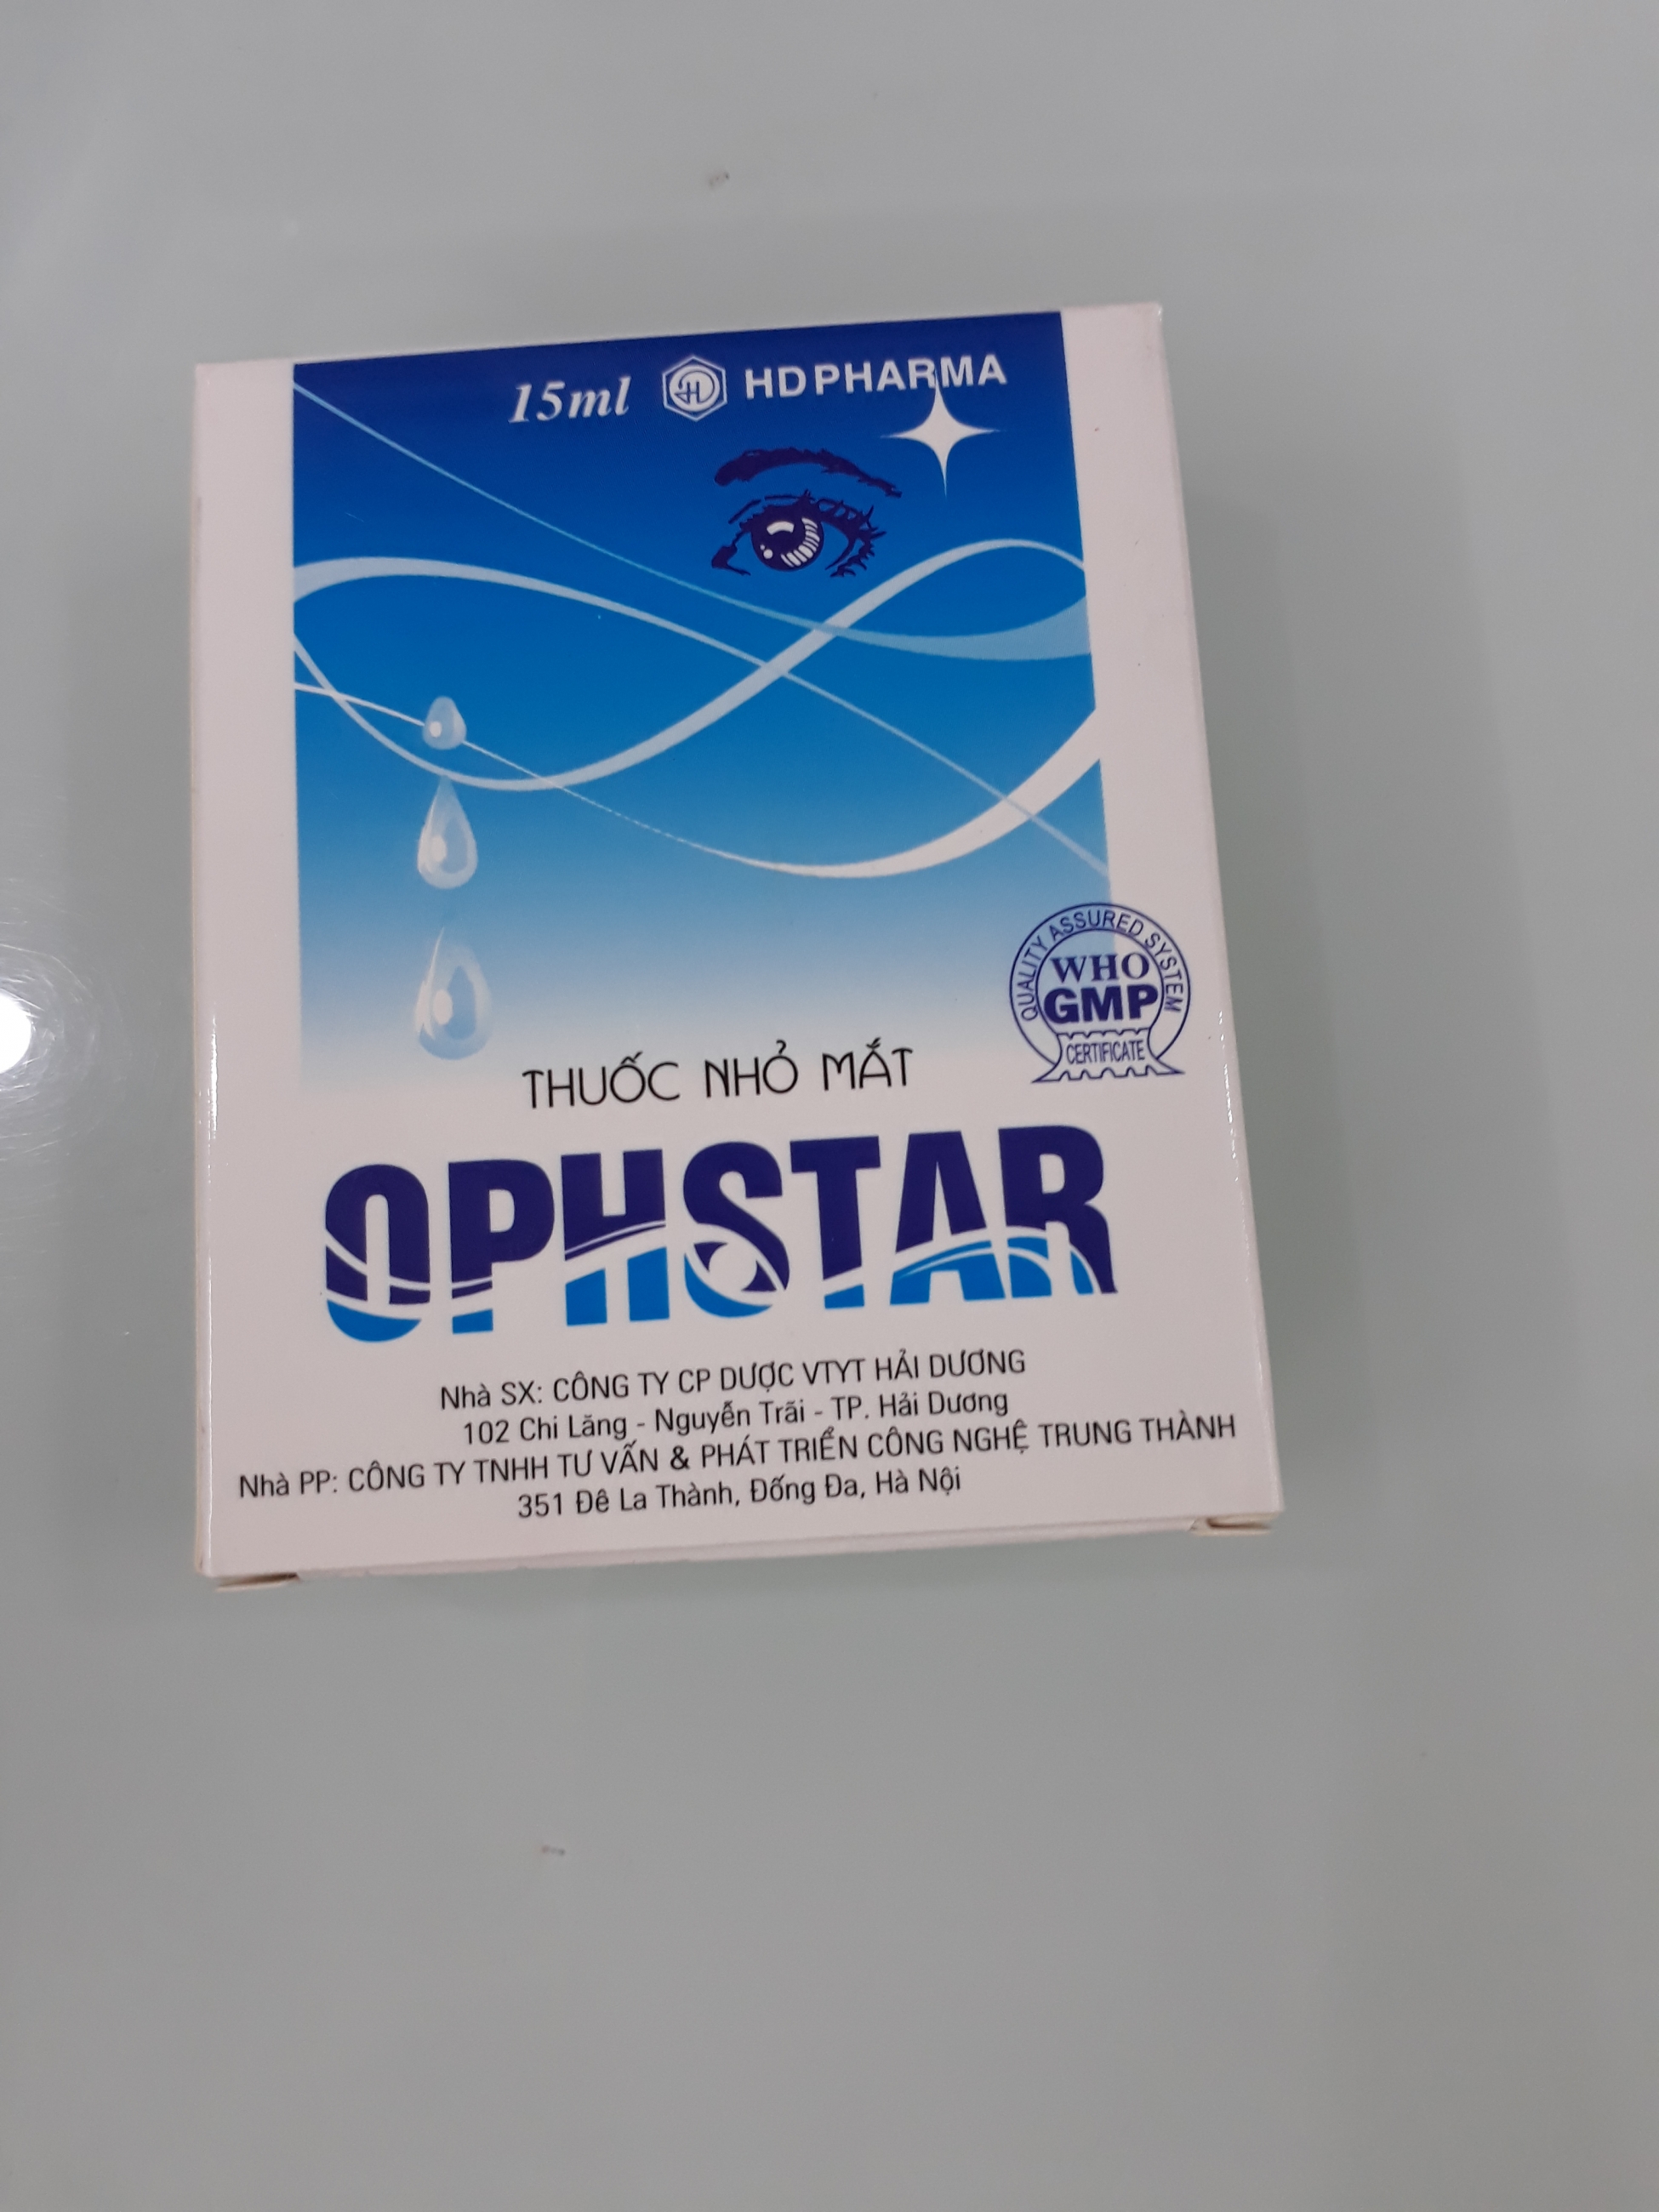 15ml HDPHARMA
QUALITY ASSURED SYSTEM
WHO
GMP
CERTIFICATE
THUỐC NHỎ MẮT
OPHSTAR
Nhà SX: CÔNG TY CP DƯỢC VTYT HẢI DƯƠNG
102 Chi Lăng - Nguyễn Trãi - TP. Hải Dương
Nhà PP: CÔNG TY TNHH TƯ VẤN & PHÁT TRIỂN CÔNG NGHỆ TRUNG THÀNH
351 Đê La Thành, Đống Đa, Hà Nội